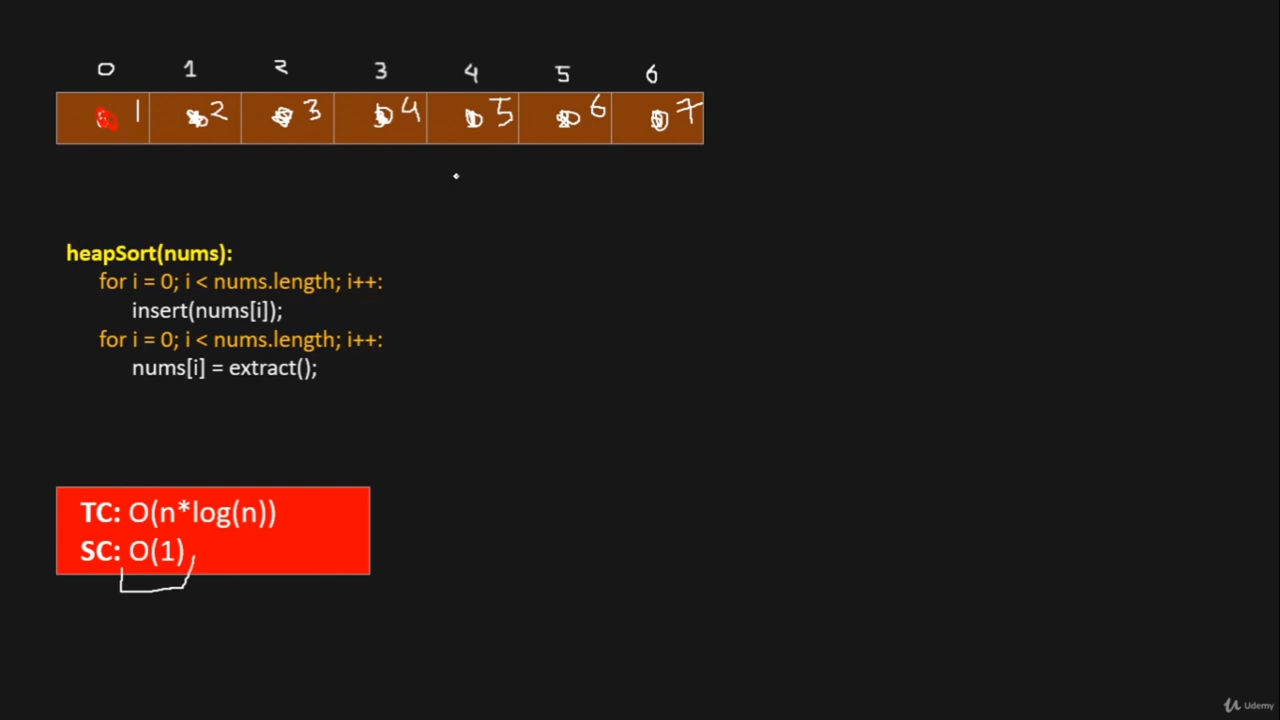 0 1 2 3 4 5 6
1 2 3 4 5 6 7
heapSort(nums):
for i = 0; i < nums.length; i++:
insert(nums[i]);
for i = 0; i < nums.length; i++:
nums[i] = extract();
TC: O(n*log(n))
SC: O(1)
Udemy